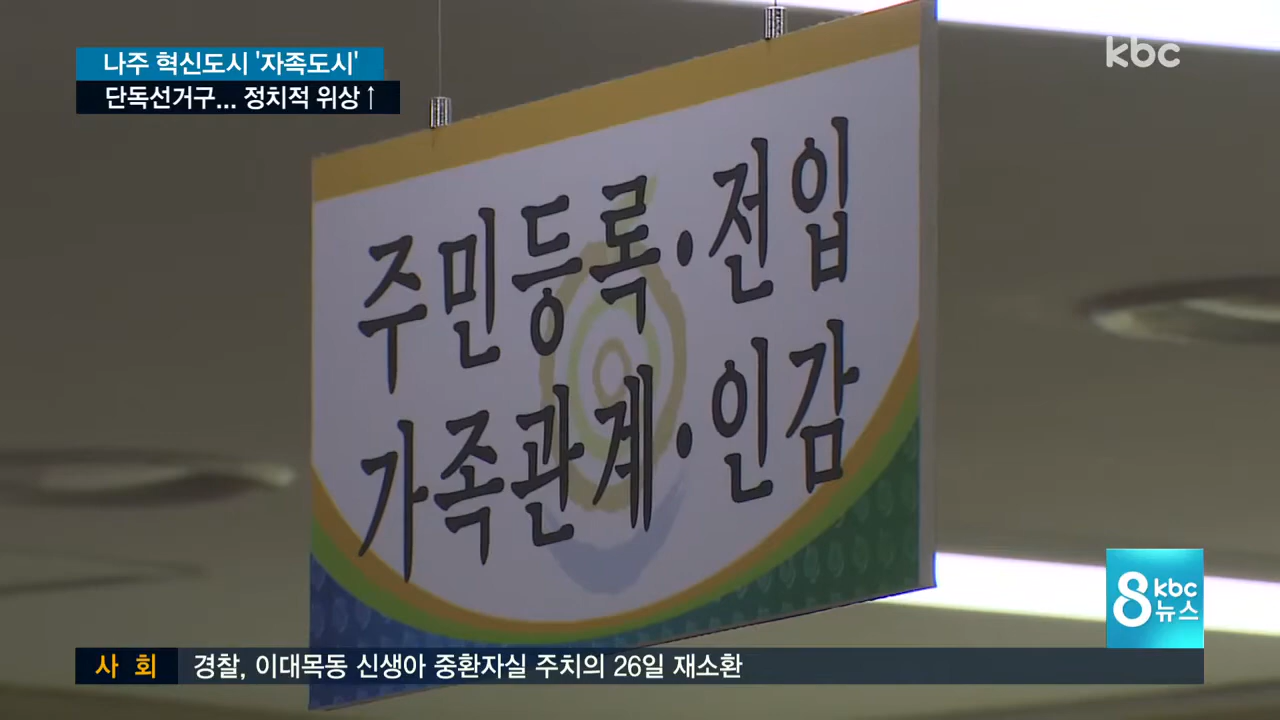 나주 혁신도시 '자족도시'
단독선거구... 정치적 위상↑
kbc
주민등록·전입
가족관계·인감
8 kbc 뉴스
사 회
경찰, 이대목동 신생아 중환자실 주치의 26일 재소환